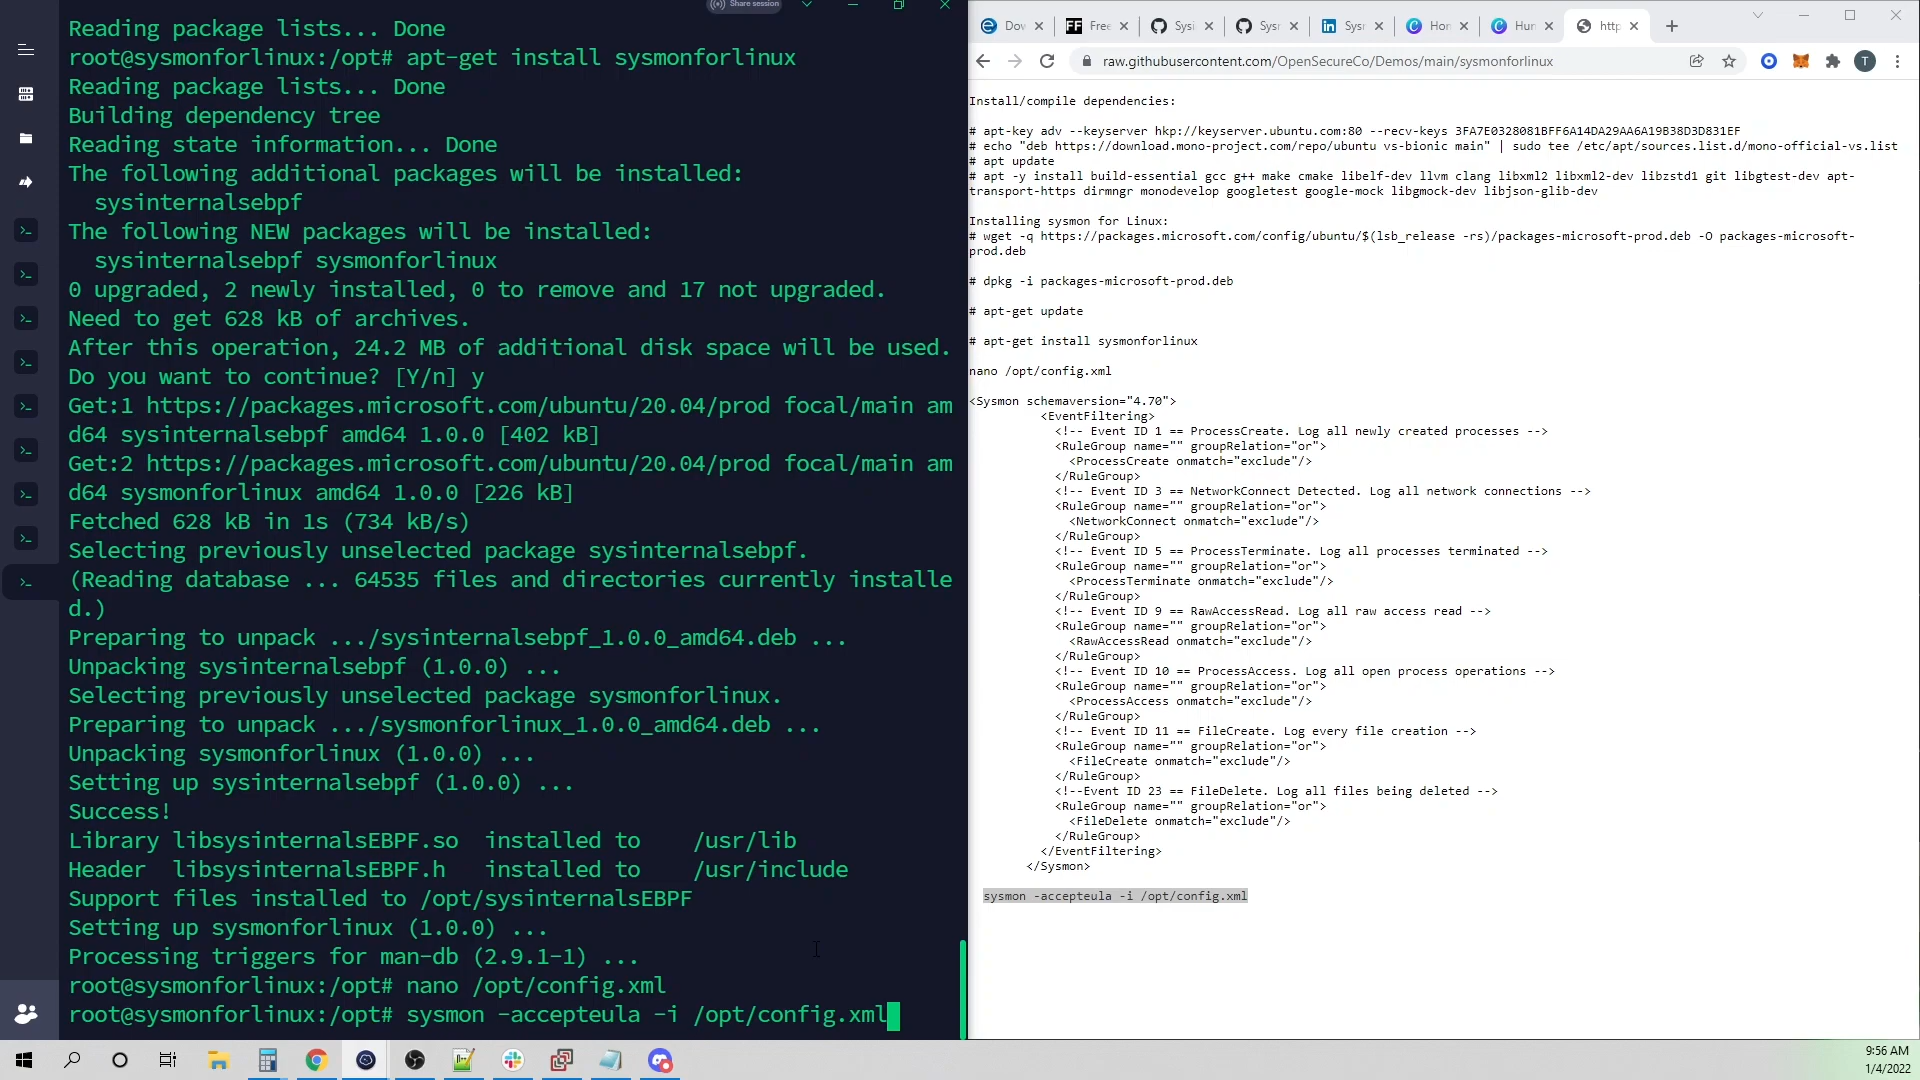 Share session
Reading package lists... Done
root@sysmonforlinux:/opt# apt-get install sysmonforlinux
Reading package lists... Done
Building dependency tree
Reading state information... Done
The following additional packages will be installed:
  sysinternalsebpf
The following NEW packages will be installed:
  sysinternalsebpf sysmonforlinux
0 upgraded, 2 newly installed, 0 to remove and 17 not upgraded.
Need to get 628 kB of archives.
After this operation, 24.2 MB of additional disk space will be used.
Do you want to continue? [Y/n] y
Get:1 https://packages.microsoft.com/ubuntu/20.04/prod focal/main am
d64 sysinternalsebpf amd64 1.0.0 [402 kB]
Get:2 https://packages.microsoft.com/ubuntu/20.04/prod focal/main am
d64 sysmonforlinux amd64 1.0.0 [226 kB]
Fetched 628 kB in 1s (734 kB/s)
Selecting previously unselected package sysinternalsebpf.
(Reading database ... 64535 files and directories currently installe
d.)
Preparing to unpack .../sysinternalsebpf_1.0.0_amd64.deb ...
Unpacking sysinternalsebpf (1.0.0) ...
Selecting previously unselected package sysmonforlinux.
Preparing to unpack .../sysmonforlinux_1.0.0_amd64.deb ...
Unpacking sysmonforlinux (1.0.0) ...
Setting up sysinternalsebpf (1.0.0) ...
Success!
Library libsysinternalsEBPF.so  installed to    /usr/lib
Header  libsysinternalsEBPF.h   installed to    /usr/include
Support files installed to /opt/sysinternalsEBPF
Setting up sysmonforlinux (1.0.0) ...
Processing triggers for man-db (2.9.1-1) ...
root@sysmonforlinux:/opt# nano /opt/config.xml
root@sysmonforlinux:/opt# sysmon -accepteula -i /opt/config.xml
Dov Free Sysi Sysr Sysr Hor Hun http
raw.githubusercontent.com/OpenSecureCo/Demos/main/sysmonforlinux
T
Install/compile dependencies:
# apt-key adv --keyserver hkp://keyserver.ubuntu.com:80 --recv-keys 3FA7E0328081BFF6A14DA29AA6A19B38D3D831EF
# echo "deb https://download.mono-project.com/repo/ubuntu vs-bionic main" | sudo tee /etc/apt/sources.list.d/mono-official-vs.list
# apt update
# apt -y install build-essential gcc g++ make cmake libelf-dev llvm clang libxml2 libxml2-dev libzstd1 git libgtest-dev apt-
transport-https dirmngr monodevelop googletest google-mock libgmock-dev libjson-glib-dev
Installing sysmon for Linux:
# wget -q https://packages.microsoft.com/config/ubuntu/$(lsb_release -rs)/packages-microsoft-prod.deb -O packages-microsoft-
prod.deb
# dpkg -i packages-microsoft-prod.deb
# apt-get update
# apt-get install sysmonforlinux
nano /opt/config.xml
<Sysmon schemaversion="4.70">
<EventFiltering>
<!-- Event ID 1 == ProcessCreate. Log all newly created processes -->
<RuleGroup name="" groupRelation="or">
<ProcessCreate onmatch="exclude"/>
</RuleGroup>
<!-- Event ID 3 == NetworkConnect Detected. Log all network connections -->
<RuleGroup name="" groupRelation="or">
<NetworkConnect onmatch="exclude"/>
</RuleGroup>
<!-- Event ID 5 == ProcessTerminate. Log all processes terminated -->
<RuleGroup name="" groupRelation="or">
<ProcessTerminate onmatch="exclude"/>
</RuleGroup>
<!-- Event ID 9 == RawAccessRead. Log all raw access read -->
<RuleGroup name="" groupRelation="or">
<RawAccessRead onmatch="exclude"/>
</RuleGroup>
<!-- Event ID 10 == ProcessAccess. Log all open process operations -->
<RuleGroup name="" groupRelation="or">
<ProcessAccess onmatch="exclude"/>
</RuleGroup>
<!-- Event ID 11 == FileCreate. Log every file creation -->
<RuleGroup name="" groupRelation="or">
<FileCreate onmatch="exclude"/>
</RuleGroup>
<!--Event ID 23 == FileDelete. Log all files being deleted -->
<RuleGroup name="" groupRelation="or">
<FileDelete onmatch="exclude"/>
</RuleGroup>
</EventFiltering>
</Sysmon>
sysmon -accepteula -i /opt/config.xml
9:56 AM
1/4/2022